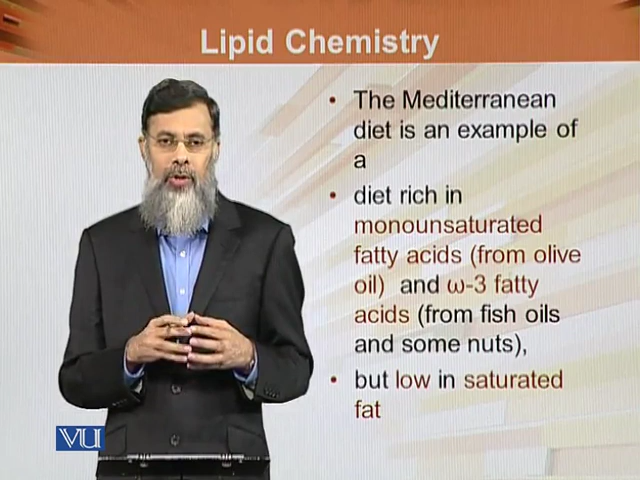 Lipid Chemistry
• The Mediterranean
diet is an example of
a
• diet rich in
monounsaturated
fatty acids (from olive
oil) and ω-3 fatty
acids (from fish oils
and some nuts),
• but low in saturated
fat
VU